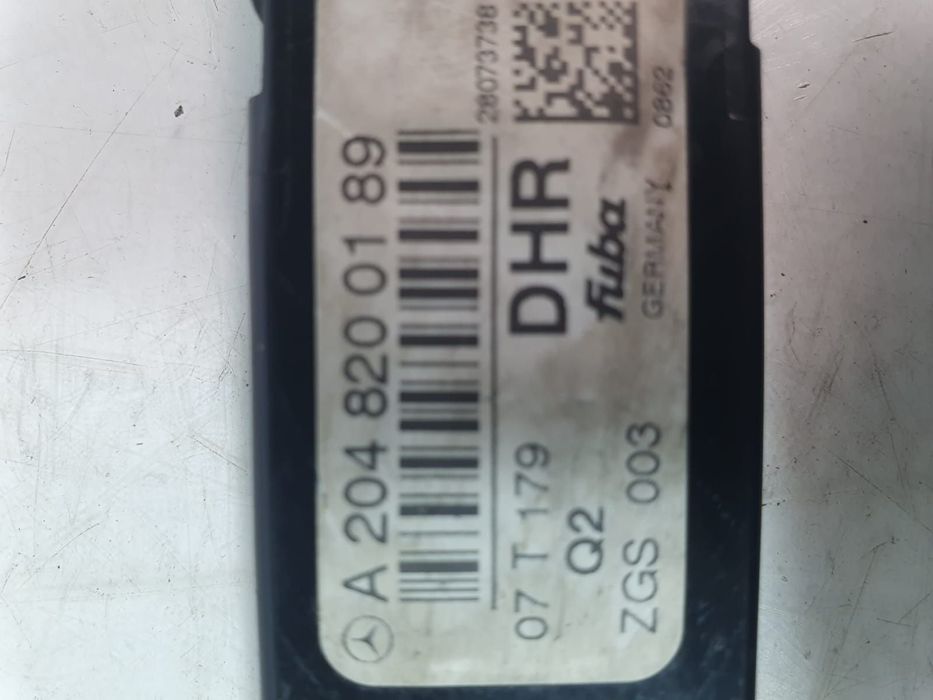 A 204 820 01 89
28073738
07 T 179 DHR
Q2 fuba
ZGS 003 GERMANY 0862